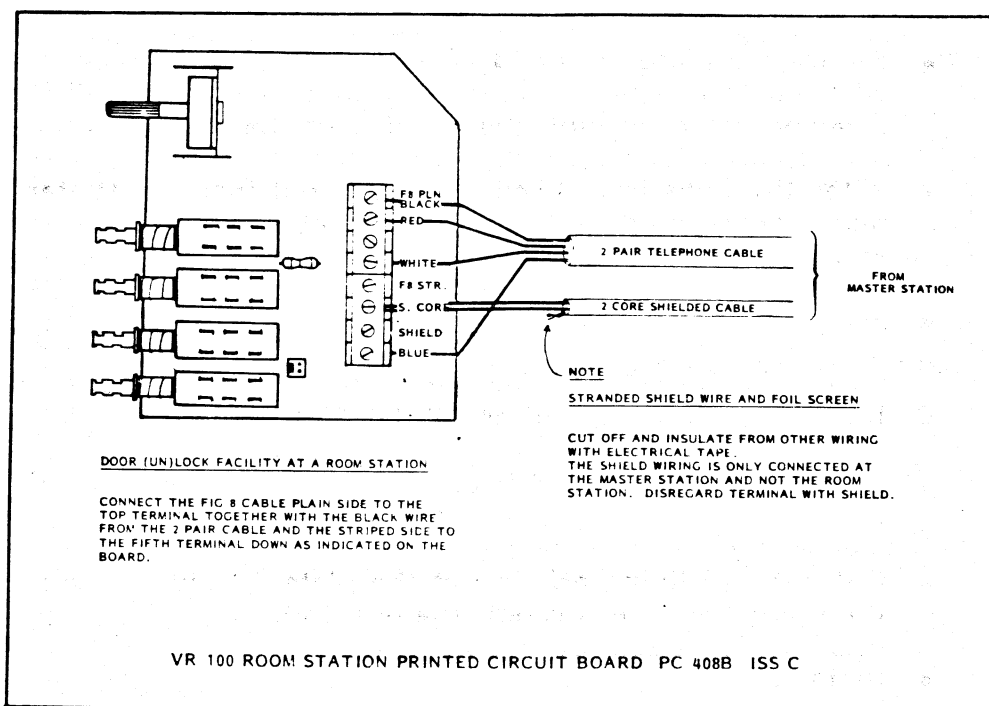 F8 PLN
BLACK
RED
WHITE
F8 STR.
S. CORE
SHIELD
BLUE
2 PAIR TELEPHONE CABLE
2 CORE SHIELDED CABLE
FROM
MASTER STATION
NOTE
STRANDED SHIELD WIRE AND FOIL SCREEN
CUT OFF AND INSULATE FROM OTHER WIRING
WITH ELECTRICAL TAPE.
THE SHIELD WIRING IS ONLY CONNECTED AT
THE MASTER STATION AND NOT THE ROOM
STATION. DISREGARD TERMINAL WITH SHIELD.
DOOR (UN)LOCK FACILITY AT A ROOM STATION
CONNECT THE FIG 8 CABLE PLAIN SIDE TO THE
TOP TERMINAL TOGETHER WITH THE BLACK WIRE
FROM THE 2 PAIR CABLE AND THE STRIPED SIDE TO
THE FIFTH TERMINAL DOWN AS INDICATED ON THE
BOARD.
VR 100 ROOM STATION PRINTED CIRCUIT BOARD PC 408B ISS C